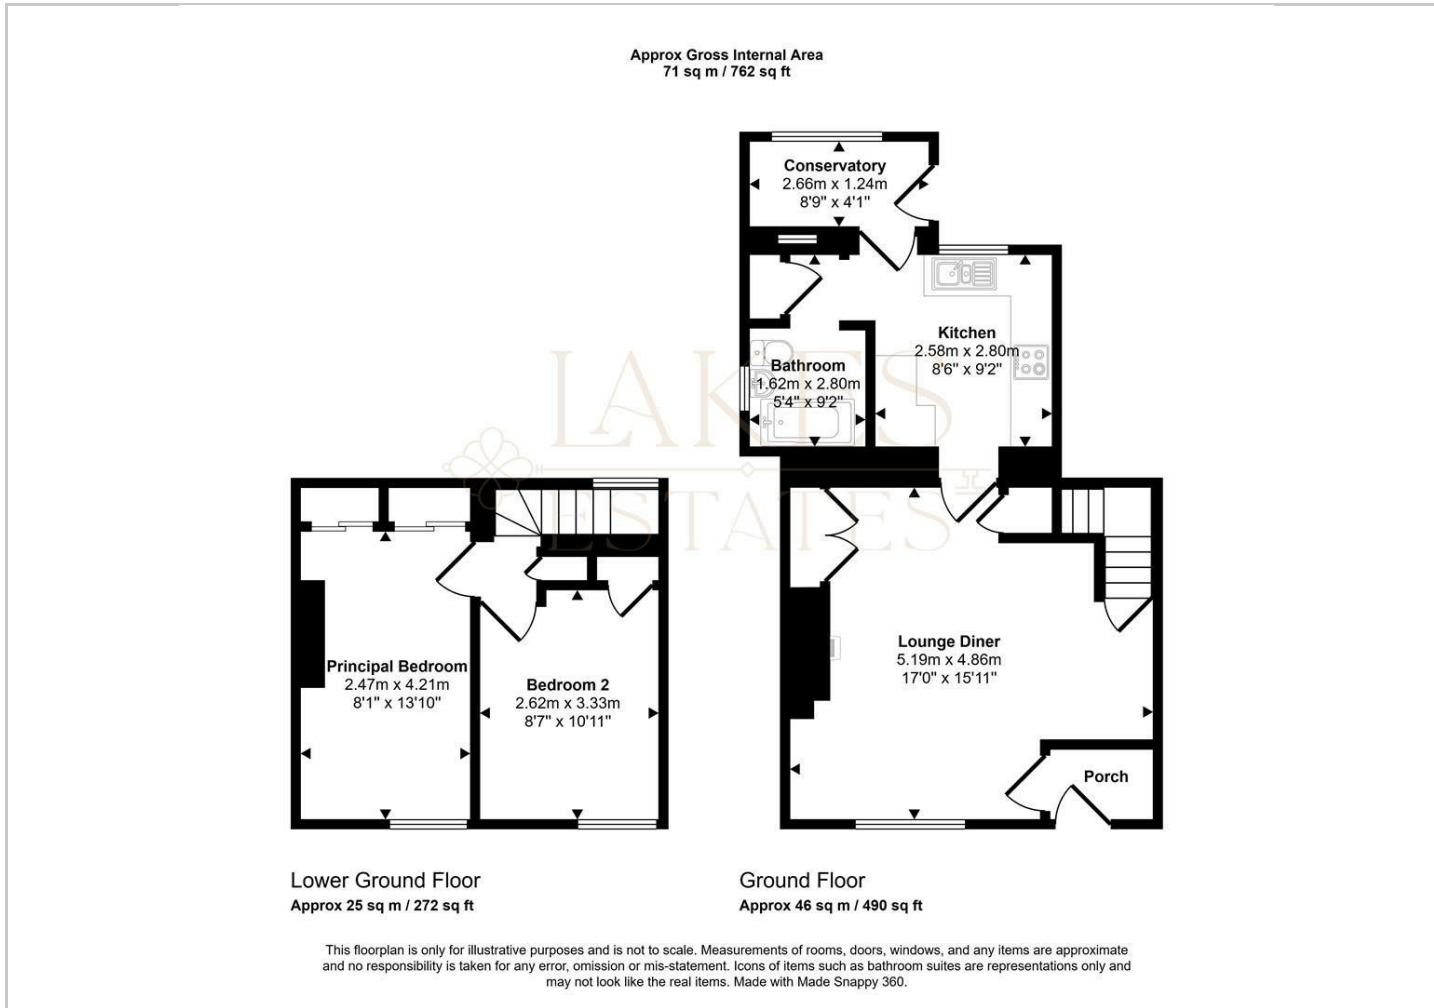 Approx Gross Internal Area
71 sq m / 762 sq ft
Conservatory
2.66m x 1.24m
8'9" x 4'1"
Kitchen
2.58m x 2.80m
8'6" x 9'2"
Bathroom
1.62m x 2.80m
5'4" x 9'2"
LAKES
ESTATES
Principal Bedroom
2.47m x 4.21m
8'1" x 13'10"
Bedroom 2
2.62m x 3.33m
8'7" x 10'11"
Lounge Diner
5.19m x 4.86m
17'0" x 15'11"
Porch
Lower Ground Floor
Approx 25 sq m / 272 sq ft
Ground Floor
Approx 46 sq m / 490 sq ft
This floorplan is only for illustrative purposes and is not to scale. Measurements of rooms, doors, windows, and any items are approximate
and no responsibility is taken for any error, omission or mis-statement. Icons of items such as bathroom suites are representations only and
may not look like the real items. Made with Made Snappy 360.